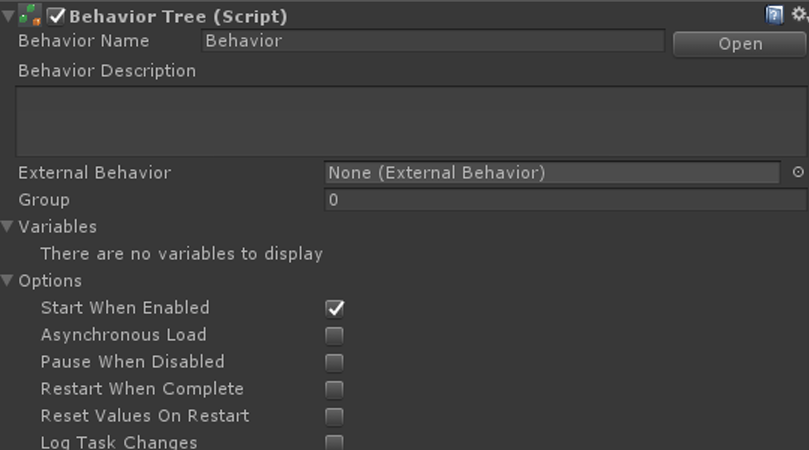 Behavior Tree (Script)
Behavior Name Behavior Open
Behavior Description
External Behavior None (External Behavior)
Group 0
Variables
There are no variables to display
Options
Start When Enabled
Asynchronous Load
Pause When Disabled
Restart When Complete
Reset Values On Restart
Log Task Changes